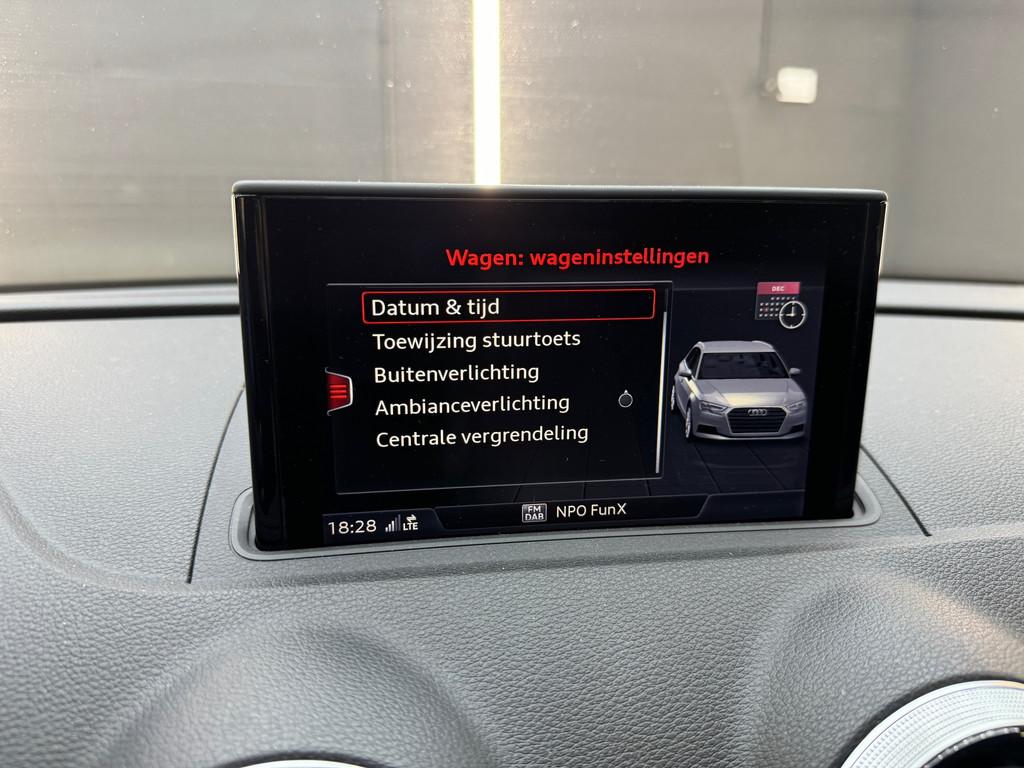 Wagen: wageninstellingen
Datum & tijd
Toewijzing stuurtoets
Buitenverlichting
Ambianceverlichting
Centrale vergrendeling
DEC
18:28 LTE
FM DAB NPO FunX